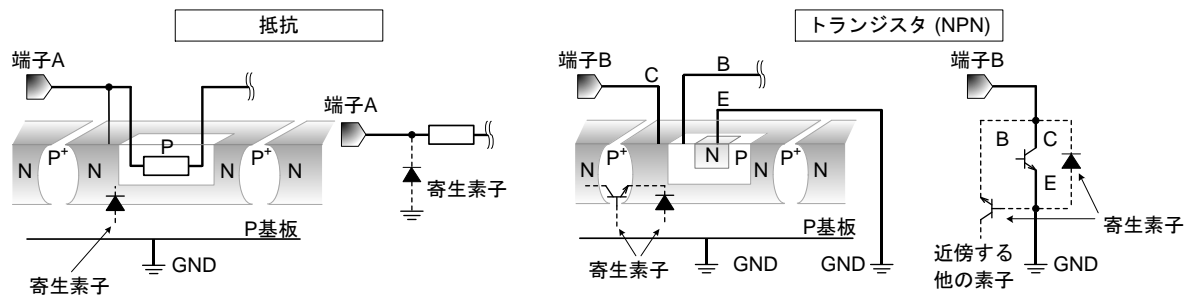 抵抗
端子A
P
N
P+
N
N
P+
N
寄生素子
P基板
GND
端子A
寄生素子
トランジスタ (NPN)
端子B
C
B
E
N
P+
N
N
P
N
P+
N
P基板
寄生素子
GND
GND
端子B
B
C
E
寄生素子
近傍する
他の素子
GND